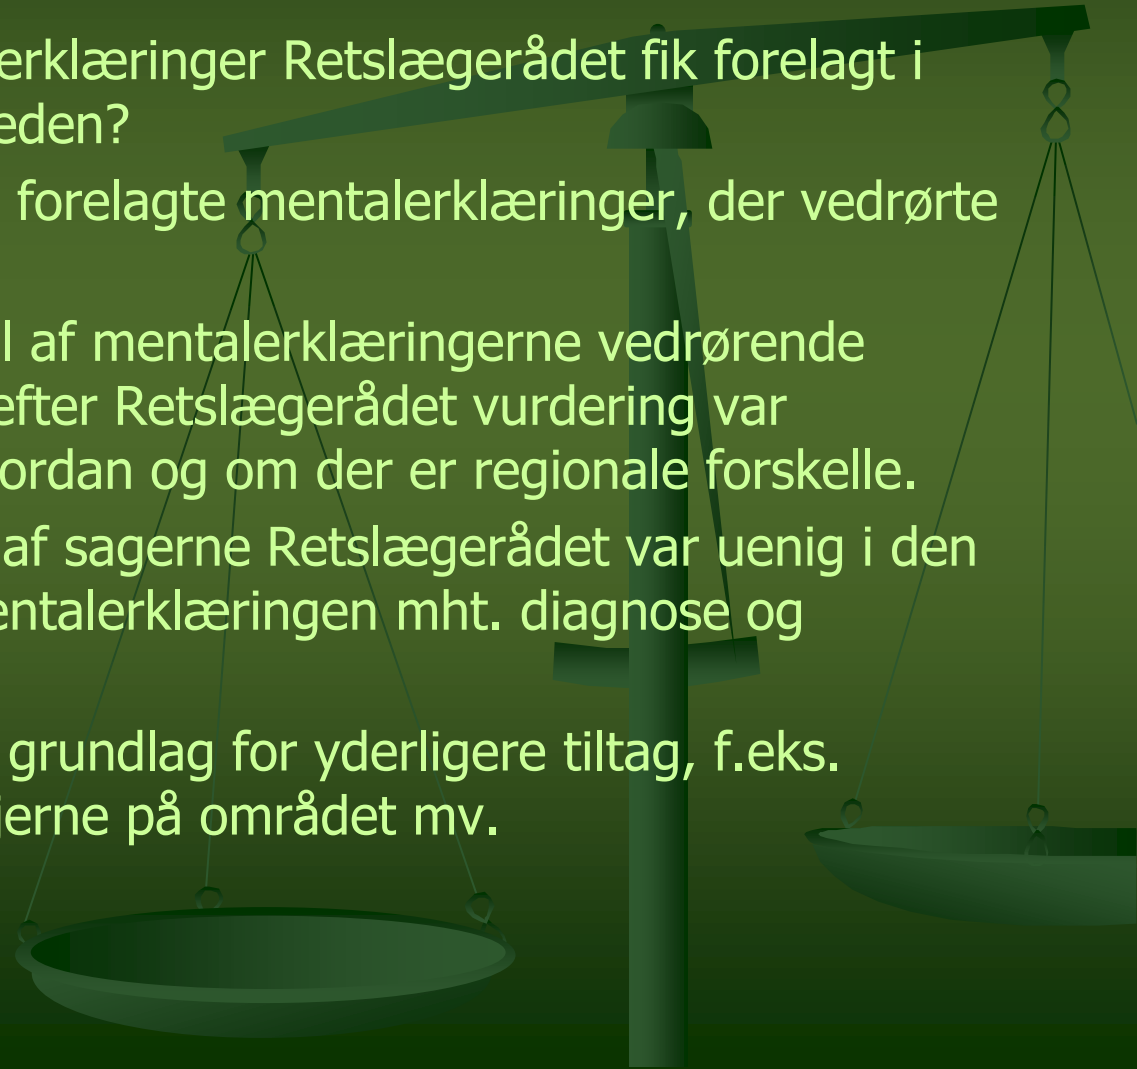 erklæringer Retslægerådet fik forelagt i
eden?
forelagte mentalerklæringer, der vedrørte
l af mentalerklæringerne vedrørende
efter Retslægerådet vurdering var
ordan og om der er regionale forskelle.
af sagerne Retslægerådet var uenig i den
entalerklæringen mht. diagnose og
grundlag for yderligere tiltag, f.eks.
jerne på området mv.